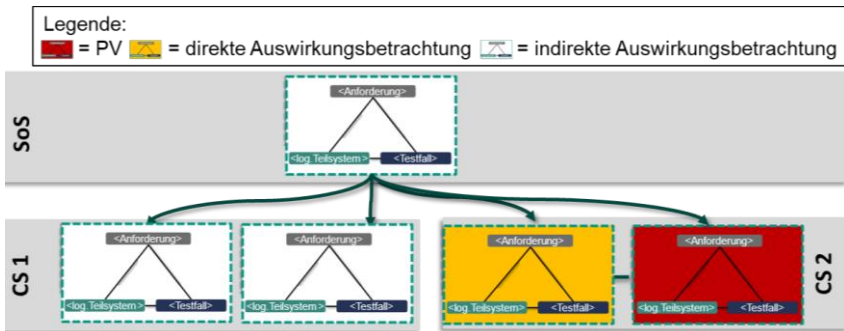 Legende:
= PV = direkte Auswirkungsbetrachtung = indirekte Auswirkungsbetrachtung
SoS
<Anforderung>
<log.Teilsystem> <Testfall>
CS 1
<Anforderung>
<log.Teilsystem> <Testfall>
<Anforderung>
<log.Teilsystem> <Testfall>
<Anforderung>
<log.Teilsystem> <Testfall>
<Anforderung>
<log.Teilsystem> <Testfall>
CS 2